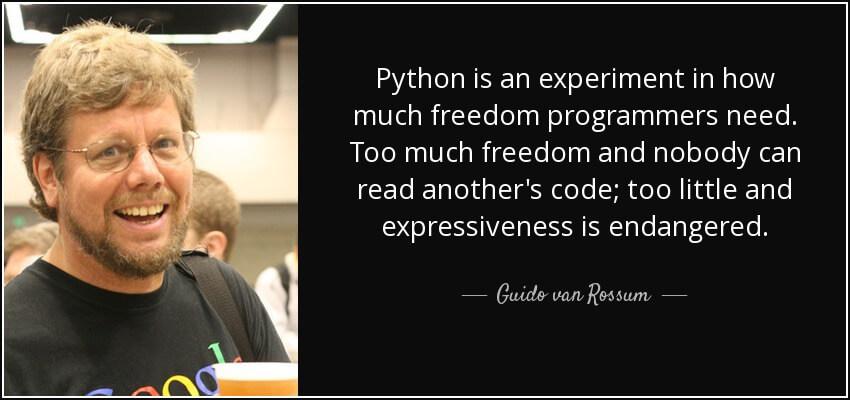 Python is an experiment in how
much freedom programmers need.
Too much freedom and nobody can
read another's code; too little and
expressiveness is endangered.
Guido van Rossum
Google